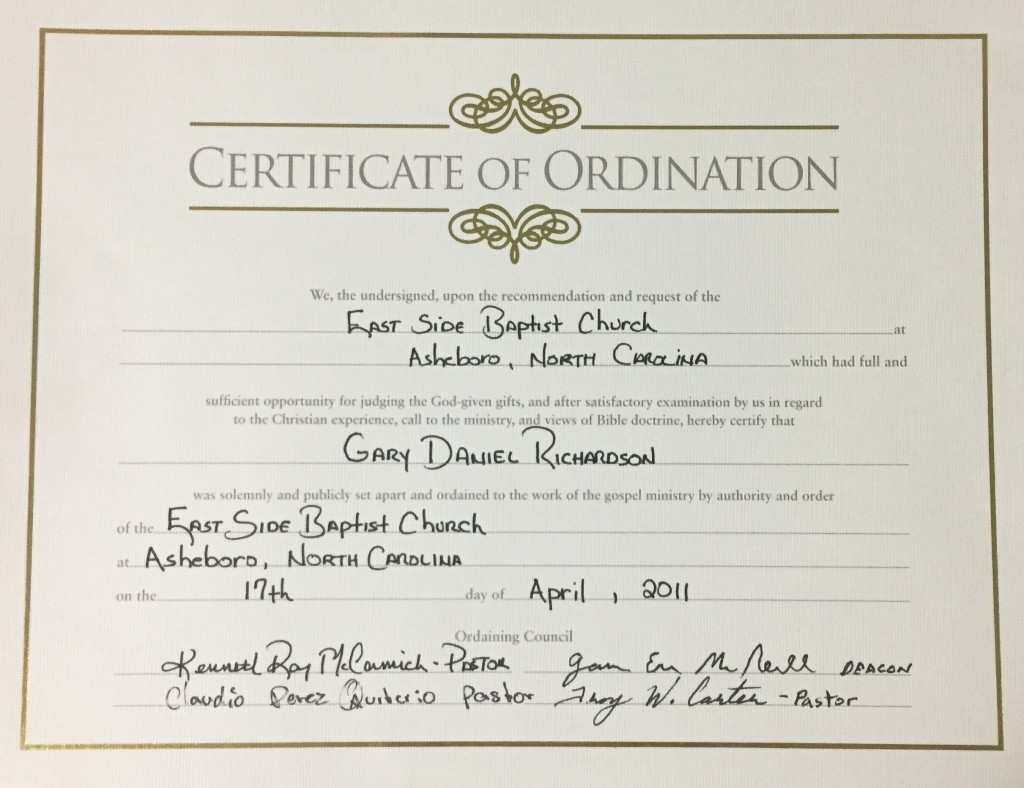 CERTIFICATE OF ORDINATION
We, the undersigned, upon the recommendation and request of the
East Side Baptist Church at
Asheboro, North Carolina which had full and
sufficient opportunity for judging the God-given gifts, and after satisfactory examination by us in regard
to the Christian experience, call to the ministry, and views of Bible doctrine, hereby certify that
Gary Daniel Richardson
was solemnly and publicly set apart and ordained to the work of the gospel ministry by authority and order
of the East Side Baptist Church
at Asheboro, North Carolina
on the 17th day of April, 2011
Ordaining Council
Kenneth Ray McCormick - Pastor McNeill DEACON
Claudio Perez Quiterio Pastor Troy W. Carter - Pastor